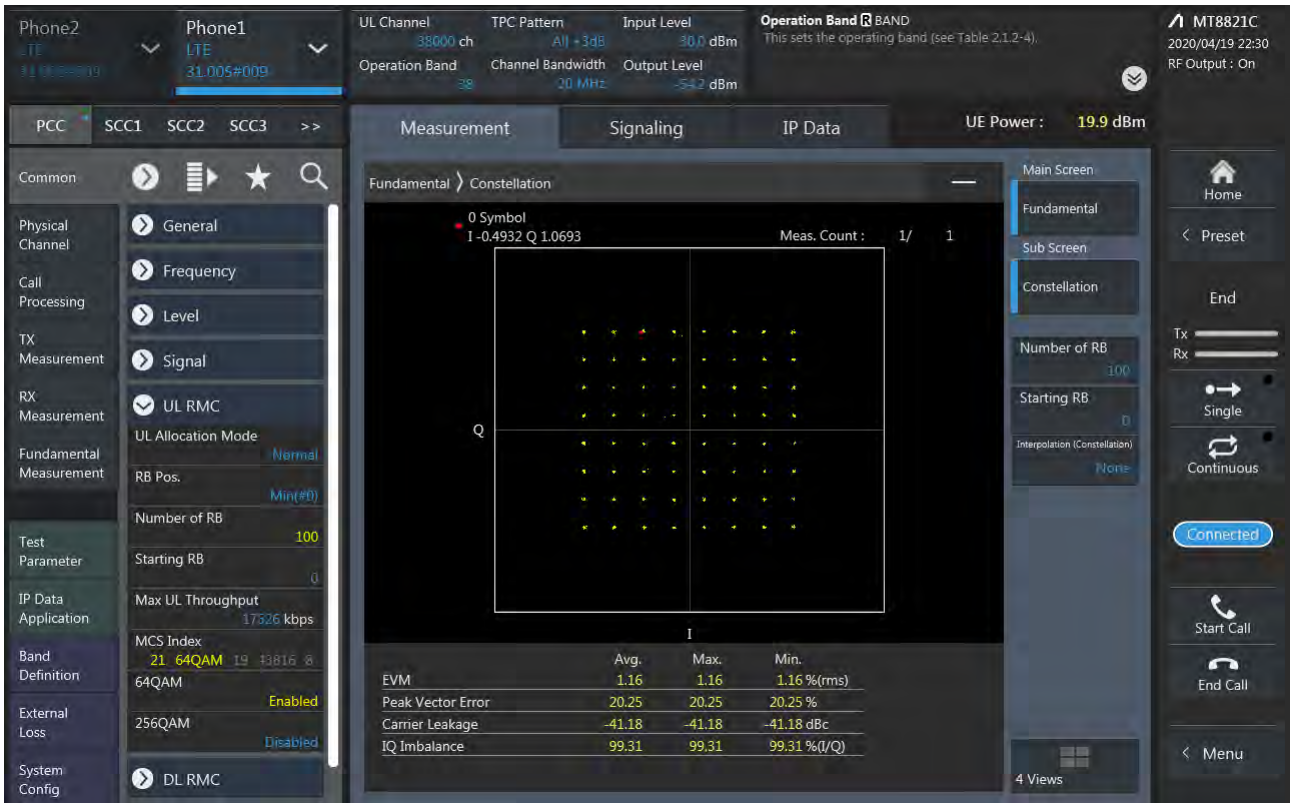 Phone2
LTE
Phone1
LTE
31.005#009
UL Channel
38000 ch
TPC Pattern
All +3dB
Input Level
30.0 dBm
Operation Band
38
Channel Bandwidth
20 MHz
Output Level
-54.2 dBm
Operation Band R BAND
This sets the operating band (see Table 2.1.2-4).
MT8821C
2020/04/19 22:30
RF Output : On
PCC SCC1 SCC2 SCC3 >>
Measurement Signaling IP Data
UE Power : 19.9 dBm
Common
Physical
Channel
Call
Processing
TX
Measurement
RX
Measurement
Fundamental
Measurement
Test
Parameter
IP Data
Application
Band
Definition
External
Loss
System
Config
General
Frequency
Level
Signal
UL RMC
UL Allocation Mode
Normal
RB Pos.
Min(#0)
Number of RB
100
Starting RB
0
Max UL Throughput
17326 kbps
MCS Index
21 64QAM 19 8
64QAM
Enabled
256QAM
Disabled
DL RMC
Fundamental 〉 Constellation
0 Symbol
I -0.4932 Q 1.0693
Meas. Count : 1/ 1
Q
I
Avg. Max. Min.
EVM 1.16 1.16 1.16 %(rms)
Peak Vector Error 20.25 20.25 20.25 %
Carrier Leakage -41.18 -41.18 -41.18 dBc
IQ Imbalance 99.31 99.31 99.31 %(I/Q)
Main Screen
Fundamental
Sub Screen
Constellation
Number of RB
100
Starting RB
0
Interpolation (Constellation)
None
4 Views
Home
< Preset
End
Tx
Rx
Single
Continuous
Connected
Start Call
End Call
< Menu